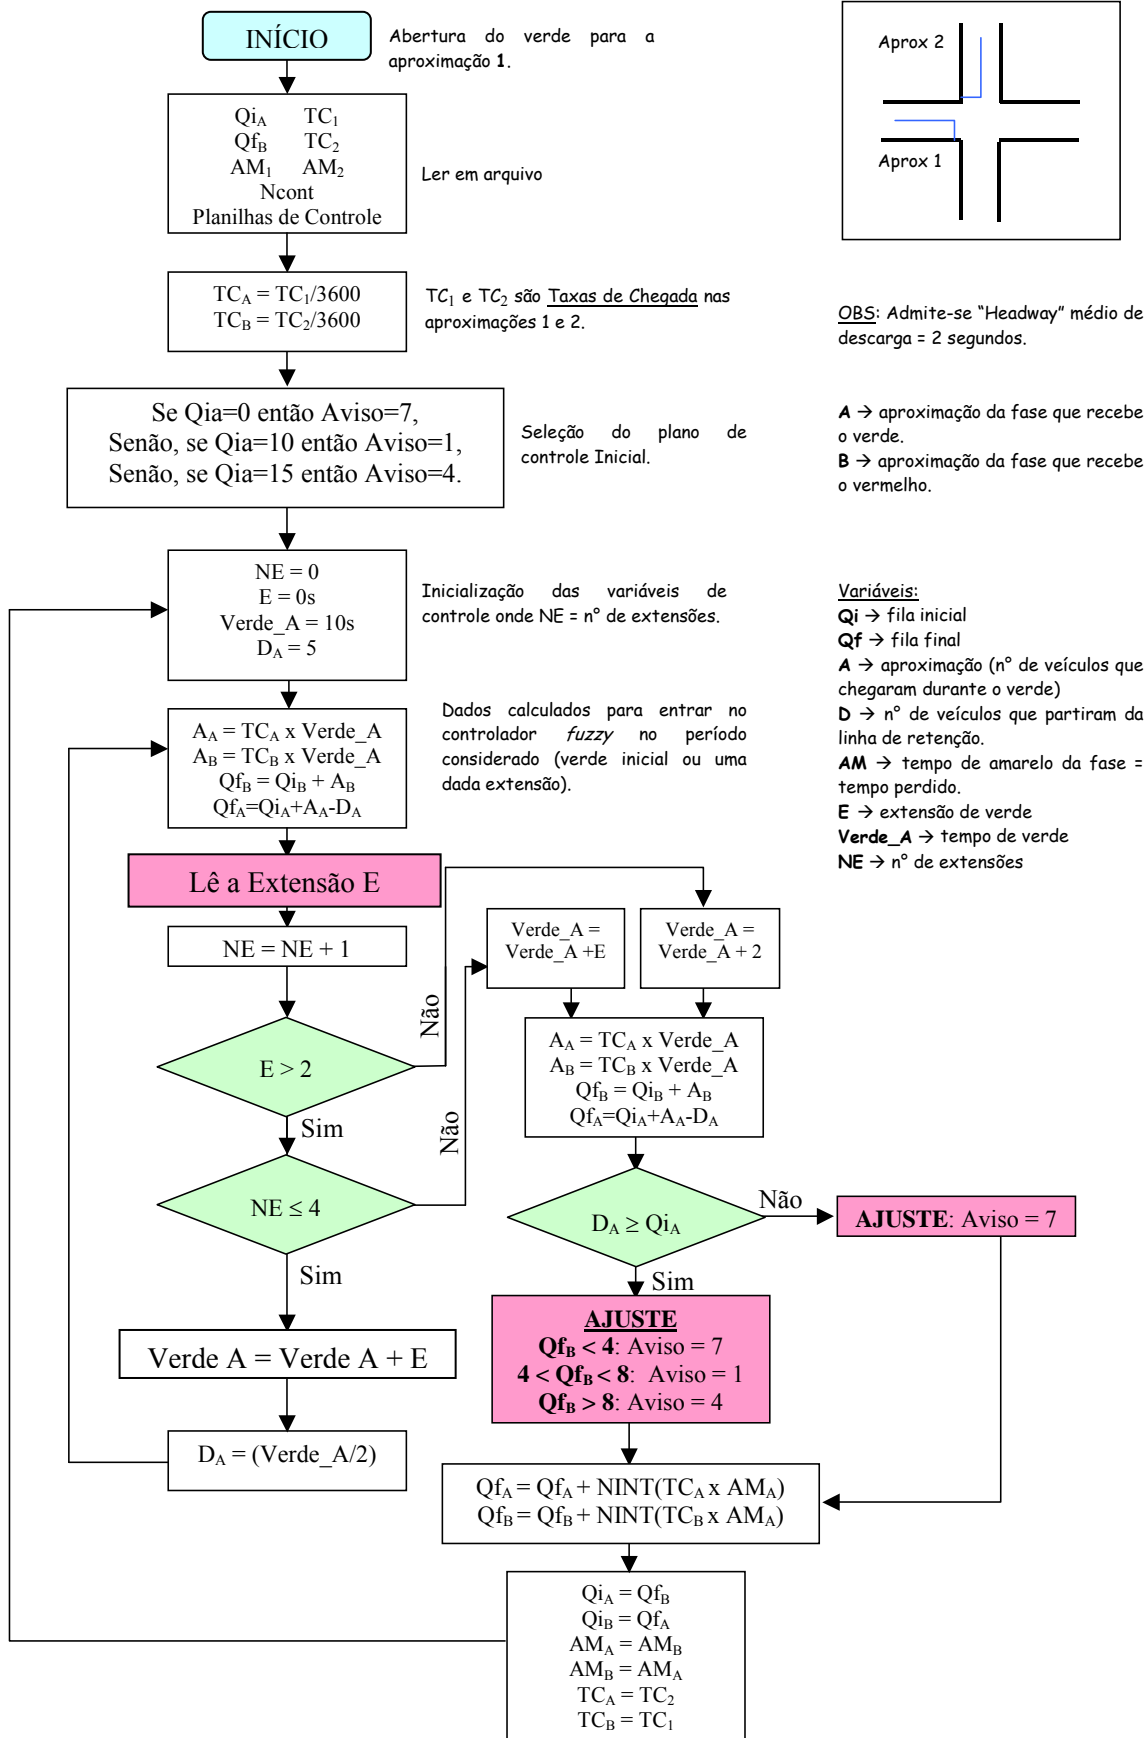 INÍCIO
Abertura do verde para a
aproximação 1.
Aprox 2
Aprox 1
Qi_A TC_1
Qf_B TC_2
AM_1 AM_2
Ncont
Planilhas de Controle
Ler em arquivo
TC_A = TC_1/3600
TC_B = TC_2/3600
TC_1 e TC_2 são Taxas de Chegada nas
aproximações 1 e 2.
OBS: Admite-se “Headway” médio de
descarga = 2 segundos.
Se Qia=0 então Aviso=7,
Senão, se Qia=10 então Aviso=1,
Senão, se Qia=15 então Aviso=4.
Seleção do plano de
controle Inicial.
A → aproximação da fase que recebe
o verde.
B → aproximação da fase que recebe
o vermelho.
NE = 0
E = 0s
Verde_A = 10s
D_A = 5
Inicialização das variáveis de
controle onde NE = n° de extensões.
Variáveis:
Qi → fila inicial
Qf → fila final
A → aproximação (n° de veículos que
chegaram durante o verde)
D → n° de veículos que partiram da
linha de retenção.
AM → tempo de amarelo da fase =
tempo perdido.
E → extensão de verde
Verde_A → tempo de verde
NE → n° de extensões
A_A = TC_A x Verde_A
A_B = TC_B x Verde_A
Qf_B = Qi_B + A_B
Qf_A=Qi_A+A_A-D_A
Dados calculados para entrar no
controlador fuzzy no período
considerado (verde inicial ou uma
dada extensão).
Lê a Extensão E
NE = NE + 1
E > 2
Não
Sim
NE ≤ 4
Não
Sim
Verde A = Verde A + E
D_A = (Verde_A/2)
Verde_A =
Verde_A +E
Verde_A =
Verde_A + 2
A_A = TC_A x Verde_A
A_B = TC_B x Verde_A
Qf_B = Qi_B + A_B
Qf_A=Qi_A+A_A-D_A
D_A ≥ Qi_A
Não
AJUSTE: Aviso = 7
Sim
AJUSTE
Qf_B < 4: Aviso = 7
4 < Qf_B < 8: Aviso = 1
Qf_B > 8: Aviso = 4
Qf_A = Qf_A + NINT(TC_A x AM_A)
Qf_B = Qf_B + NINT(TC_B x AM_A)
Qi_A = Qf_B
Qi_B = Qf_A
AM_A = AM_B
AM_B = AM_A
TC_A = TC_2
TC_B = TC_1